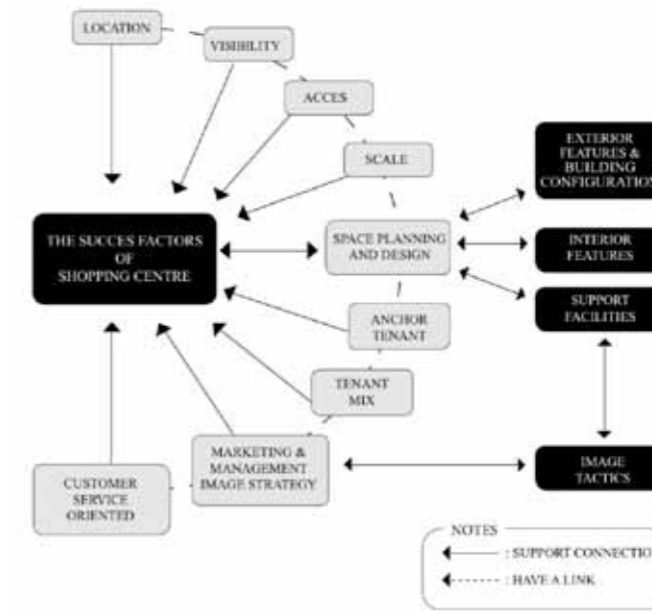 LOCATION
VISIBILITY
ACCES
SCALE
EXTERIOR
FEATURES &
BUILDING
CONFIGURATION
THE SUCCES FACTORS
OF
SHOPPING CENTRE
SPACE PLANNING
AND DESIGN
INTERIOR
FEATURES
SUPPORT
FACILITIES
ANCHOR
TENANT
TENANT
MIX
MARKETING &
MANAGEMENT
IMAGE STRATEGY
CUSTOMER
SERVICE
ORIENTED
IMAGE
TACTICS
NOTES
: SUPPORT CONNECTIO
: HAVE A LINK